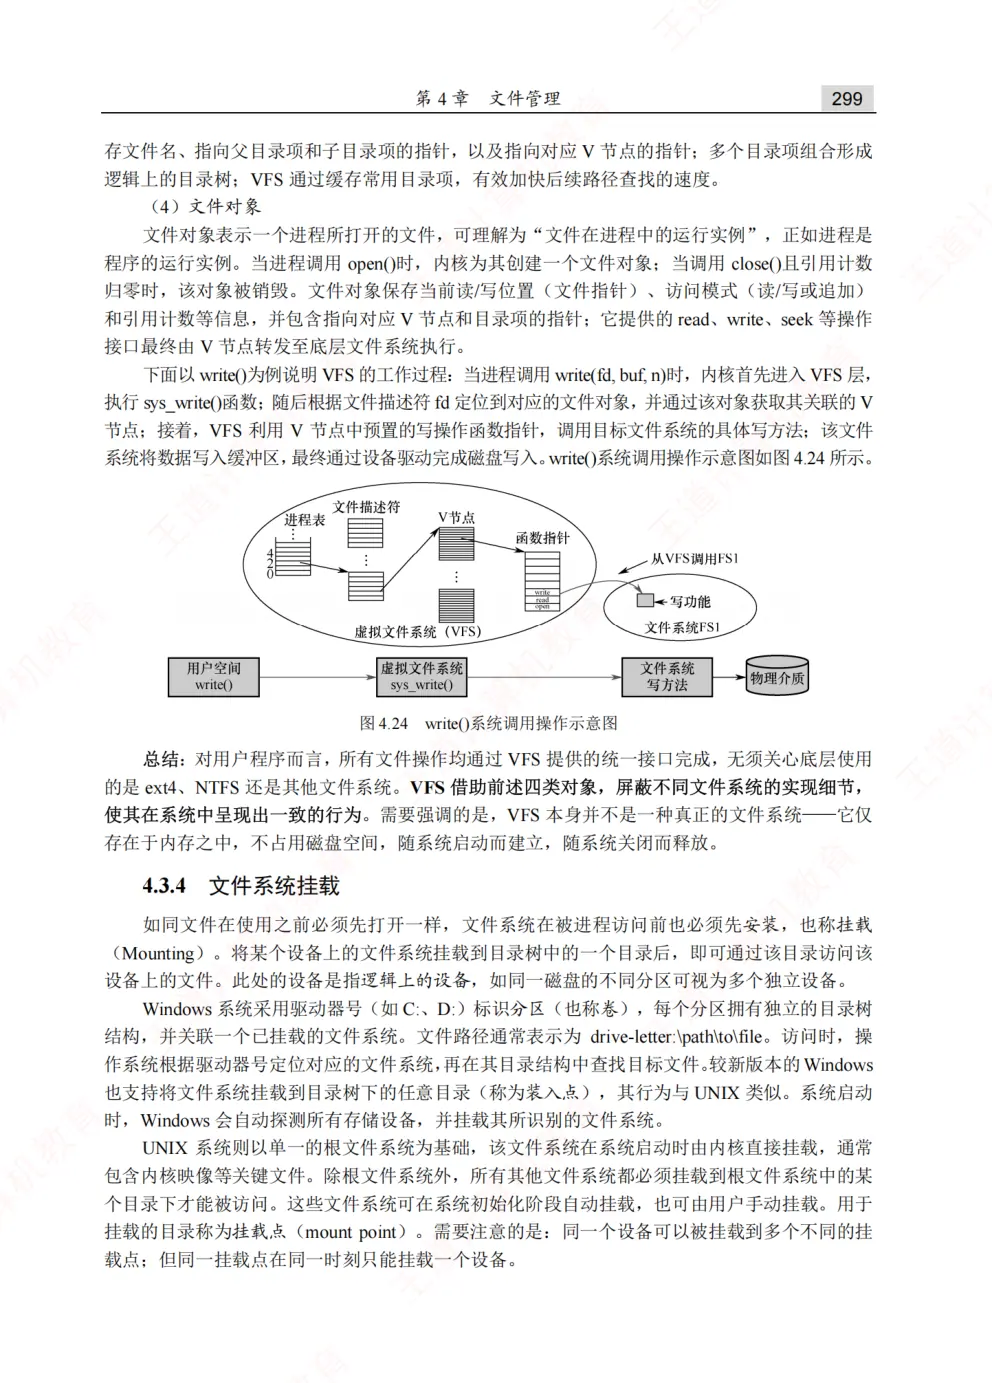 第 4 章　文件管理
299
存文件名、指向父目录项和子目录项的指针，以及指向对应 V 节点的指针；多个目录项组合形成
逻辑上的目录树；VFS 通过缓存常用目录项，有效加快后续路径查找的速度。
（4）文件对象
文件对象表示一个进程所打开的文件，可理解为“文件在进程中的运行实例”，正如进程是
程序的运行实例。当进程调用 open()时，内核为其创建一个文件对象；当调用 close()且引用计数
归零时，该对象被销毁。文件对象保存当前读/写位置（文件指针）、访问模式（读/写或追加）
和引用计数等信息，并包含指向对应 V 节点和目录项的指针；它提供的 read、write、seek 等操作
接口最终由 V 节点转发至底层文件系统执行。
下面以 write()为例说明 VFS 的工作过程：当进程调用 write(fd, buf, n)时，内核首先进入 VFS 层，
执行 sys_write()函数；随后根据文件描述符 fd 定位到对应的文件对象，并通过该对象获取其关联的 V
节点；接着，VFS 利用 V 节点中预置的写操作函数指针，调用目标文件系统的具体写方法；该文件
系统将数据写入缓冲区，最终通过设备驱动完成磁盘写入。write()系统调用操作示意图如图 4.24 所示。
进程表
文件描述符
V节点
函数指针
4
2
0
write
read
open
虚拟文件系统（VFS）
从VFS调用FS1
写功能
文件系统FS1
用户空间
write()
虚拟文件系统
sys_write()
文件系统
写方法
物理介质
图 4.24　write()系统调用操作示意图
总结：对用户程序而言，所有文件操作均通过 VFS 提供的统一接口完成，无须关心底层使用
的是 ext4、NTFS 还是其他文件系统。VFS 借助前述四类对象，屏蔽不同文件系统的实现细节，
使其在系统中呈现出一致的行为。需要强调的是，VFS 本身并不是一种真正的文件系统——它仅
存在于内存之中，不占用磁盘空间，随系统启动而建立，随系统关闭而释放。
4.3.4　文件系统挂载
如同文件在使用之前必须先打开一样，文件系统在被进程访问前也必须先安装，也称挂载
（Mounting）。将某个设备上的文件系统挂载到目录树中的一个目录后，即可通过该目录访问该
设备上的文件。此处的设备是指逻辑上的设备，如同一磁盘的不同分区可视为多个独立设备。
Windows 系统采用驱动器号（如 C:、D:）标识分区（也称卷），每个分区拥有独立的目录树
结构，并关联一个已挂载的文件系统。文件路径通常表示为 drive-letter:\path\to\file。访问时，操
作系统根据驱动器号定位对应的文件系统，再在其目录结构中查找目标文件。较新版本的 Windows
也支持将文件系统挂载到目录树下的任意目录（称为装入点），其行为与 UNIX 类似。系统启动
时，Windows 会自动探测所有存储设备，并挂载其所识别的文件系统。
UNIX 系统则以单一的根文件系统为基础，该文件系统在系统启动时由内核直接挂载，通常
包含内核映像等关键文件。除根文件系统外，所有其他文件系统都必须挂载到根文件系统中的某
个目录下才能被访问。这些文件系统可在系统初始化阶段自动挂载，也可由用户手动挂载。用于
挂载的目录称为挂载点（mount point）。需要注意的是：同一个设备可以被挂载到多个不同的挂
载点；但同一挂载点在同一时刻只能挂载一个设备。